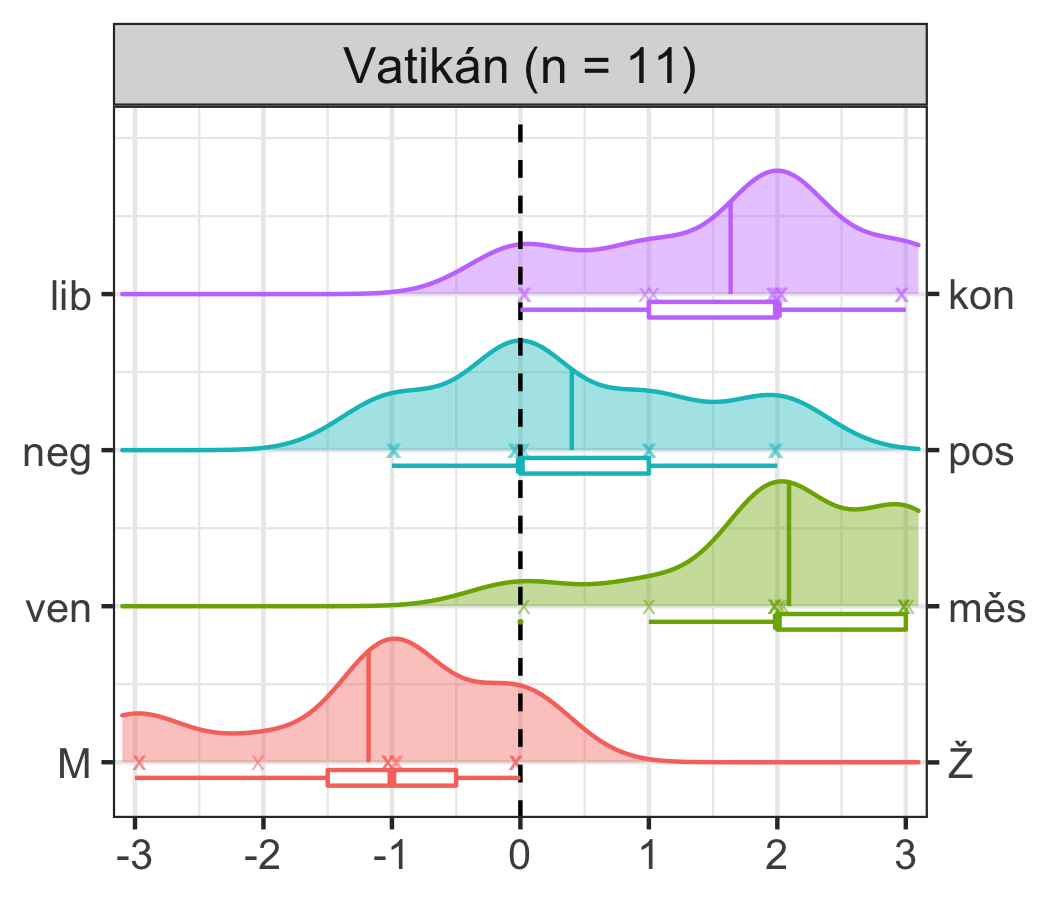 Vatikán (n = 11)
lib kon
neg pos
ven měs
M Ž
-3 -2 -1 0 1 2 3